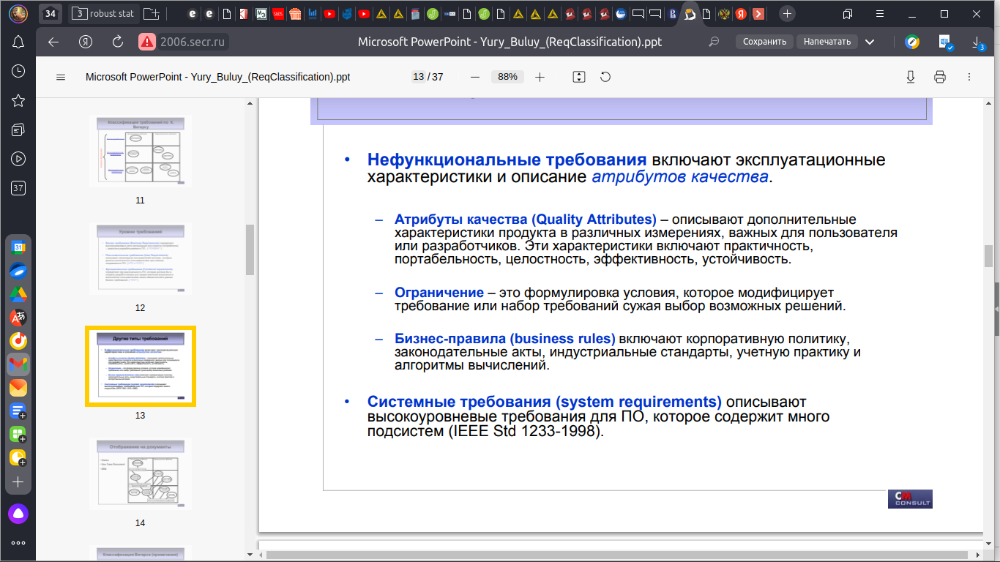 34
3 robust stat
2006.secr.ru
Microsoft PowerPoint - Yury_Buluy_(ReqClassification).ppt
Сохранить
Напечатать
3
Microsoft PowerPoint - Yury_Buluy_(ReqClassification).ppt
13 / 37
88%
37
31
Классификация требований по К.
Вигерсу
11
Уровни требований
12
Другие типы требований
13
Отображение на документы
14
Классификация Вигерса (примечания)
• Нефункциональные требования включают эксплуатационные
характеристики и описание атрибутов качества.
– Атрибуты качества (Quality Attributes) – описывают дополнительные
характеристики продукта в различных измерениях, важных для пользователя
или разработчиков. Эти характеристики включают практичность,
портабельность, целостность, эффективность, устойчивость.
– Ограничение – это формулировка условия, которое модифицирует
требование или набор требований сужая выбор возможных решений.
– Бизнес-правила (business rules) включают корпоративную политику,
законодательные акты, индустриальные стандарты, учетную практику и
алгоритмы вычислений.
• Системные требования (system requirements) описывают
высокоуровневые требования для ПО, которое содержит много
подсистем (IEEE Std 1233-1998).
CM
CONSULT